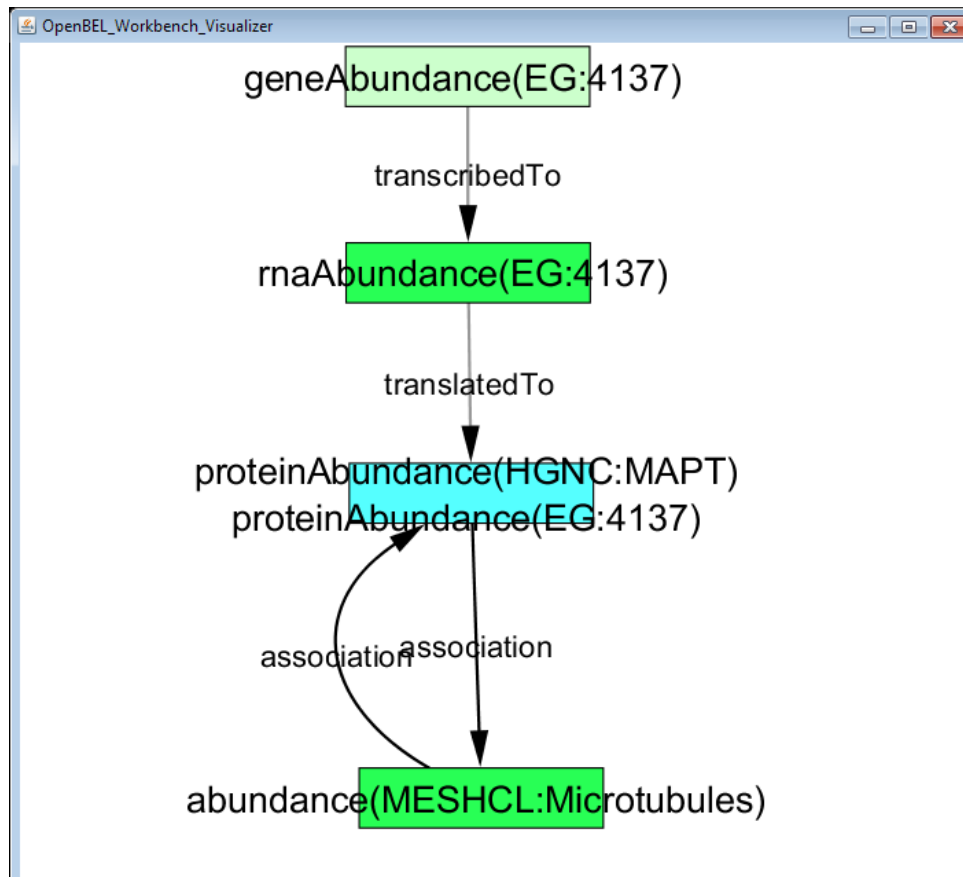 OpenBEL_Workbench_Visualizer
geneAbundance(EG:4137)
transcribedTo
rnaAbundance(EG:4137)
translatedTo
proteinAbundance(HGNC:MAPT)
proteinAbundance(EG:4137)
association
association
abundance(MESHCL:Microtubules)